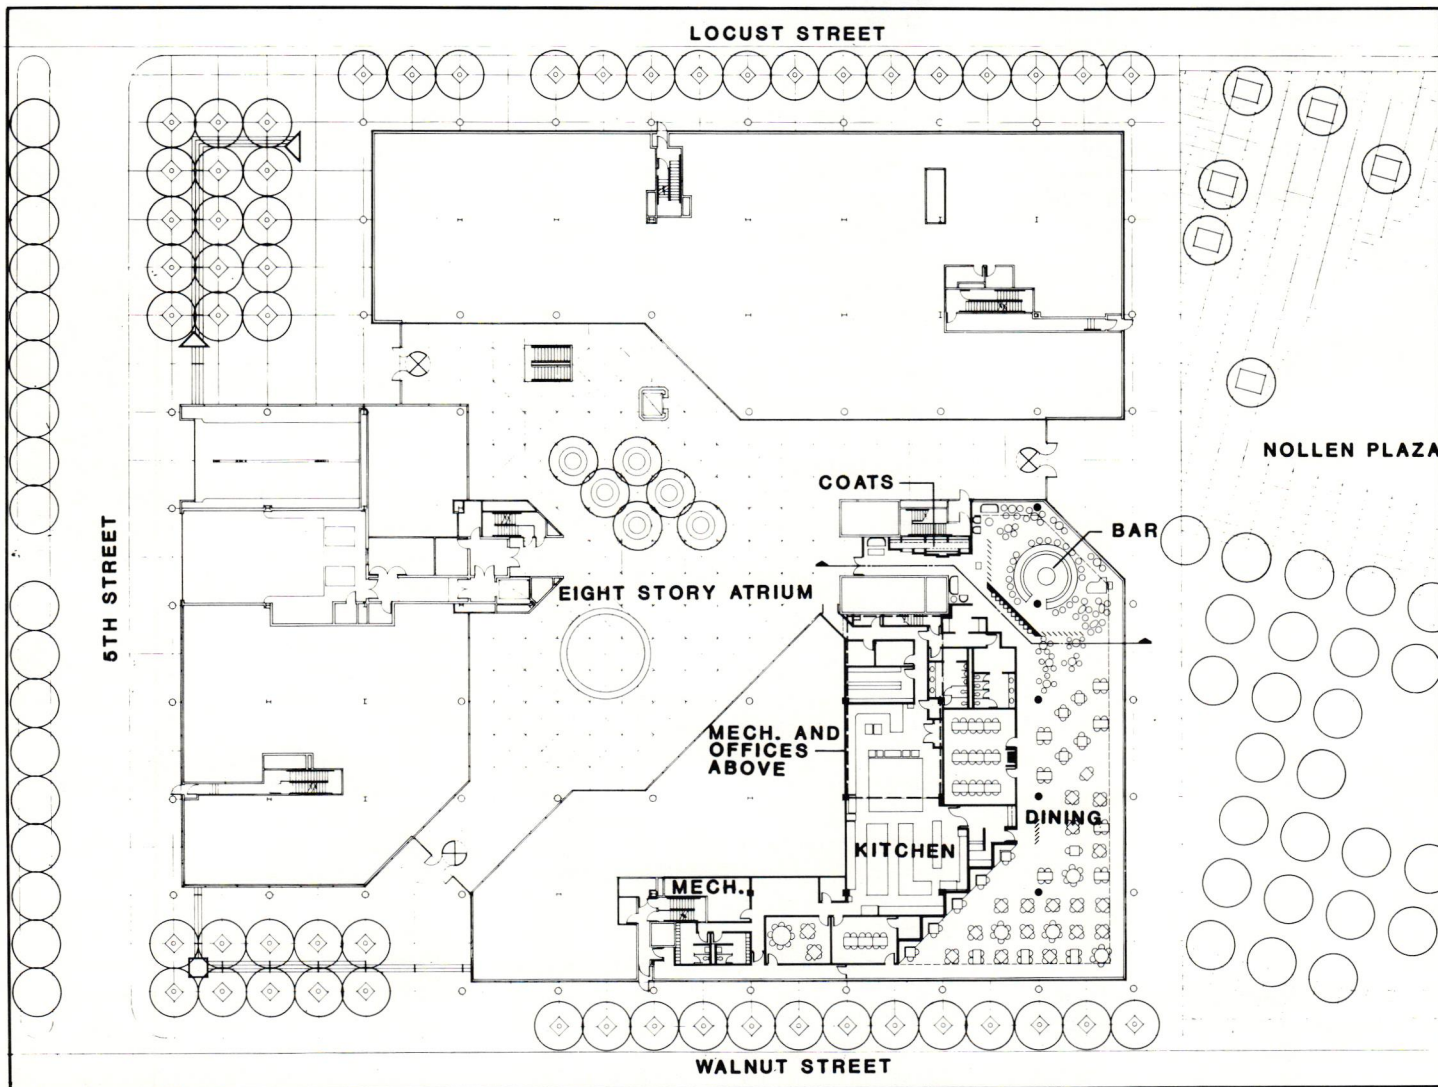 LOCUST STREET
NOLLEN PLAZA
COATS
BAR
5TH STREET
EIGHT STORY ATRIUM
MECH. AND
OFFICES
ABOVE
DINING
KITCHEN
MECH.
WALNUT STREET